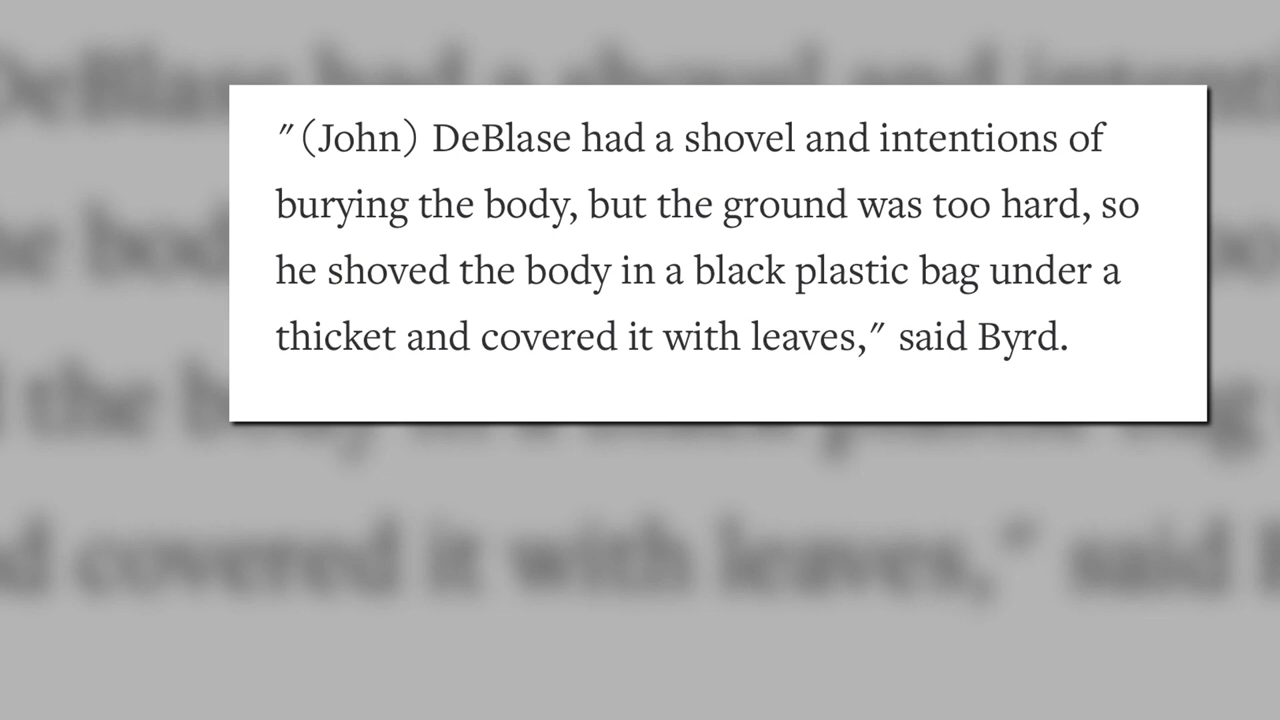 "(John) DeBlase had a shovel and intentions of
burying the body, but the ground was too hard, so
he shoved the body in a black plastic bag under a
thicket and covered it with leaves," said Byrd.